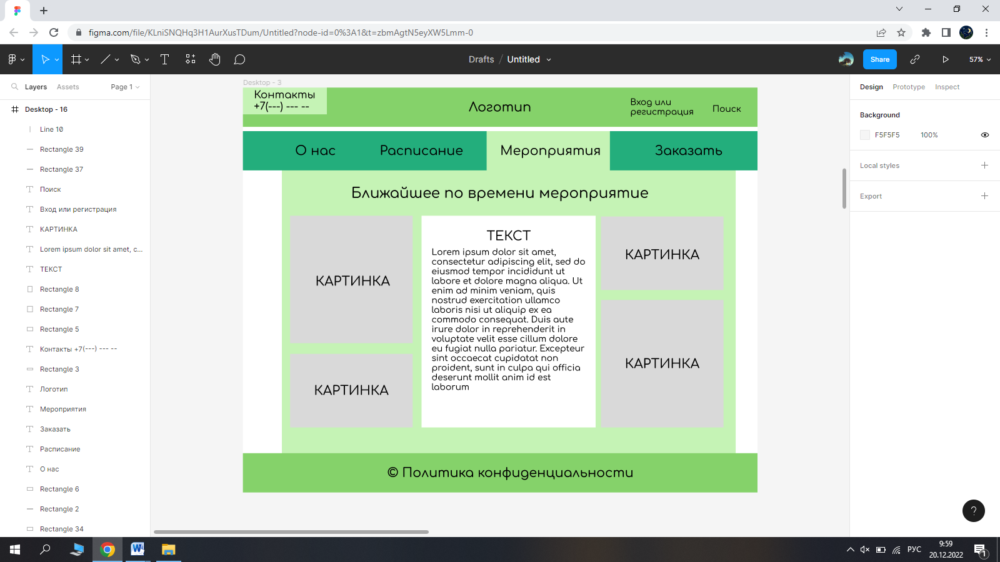 figma.com/file/KLniSNQHq3H1AurXusTDum/Untitled?node-id=0%3A1&t=zbmAgtN5eyXW5Lmm-0
Drafts / Untitled
Share
57%
Layers
Assets
Page 1
Desktop - 16
Line 10
Rectangle 39
Rectangle 37
Поиск
Вход или регистрация
КАРТИНКА
Lorem ipsum dolor sit amet, c...
ТЕКСТ
Rectangle 8
Rectangle 7
Rectangle 5
Контакты +7(---) --- --
Rectangle 3
Логотип
Мероприятия
Заказать
Расписание
О нас
Rectangle 6
Rectangle 2
Rectangle 34
Desktop - 3
Контакты
+7(---) --- --
Логотип
Вход или
регистрация
Поиск
О нас
Расписание
Мероприятия
Заказать
Ближайшее по времени мероприятие
КАРТИНКА
КАРТИНКА
ТЕКСТ
Lorem ipsum dolor sit amet,
consectetur adipiscing elit, sed do
eiusmod tempor incididunt ut
labore et dolore magna aliqua. Ut
enim ad minim veniam, quis
nostrud exercitation ullamco
laboris nisi ut aliquip ex ea
commodo consequat. Duis aute
irure dolor in reprehenderit in
voluptate velit esse cillum dolore
eu fugiat nulla pariatur. Excepteur
sint occaecat cupidatat non
proident, sunt in culpa qui officia
deserunt mollit anim id est
laborum
КАРТИНКА
КАРТИНКА
© Политика конфиденциальности
Design
Prototype
Inspect
Background
F5F5F5
100%
Local styles
Export
?
РУС
9:59
20.12.2022
1